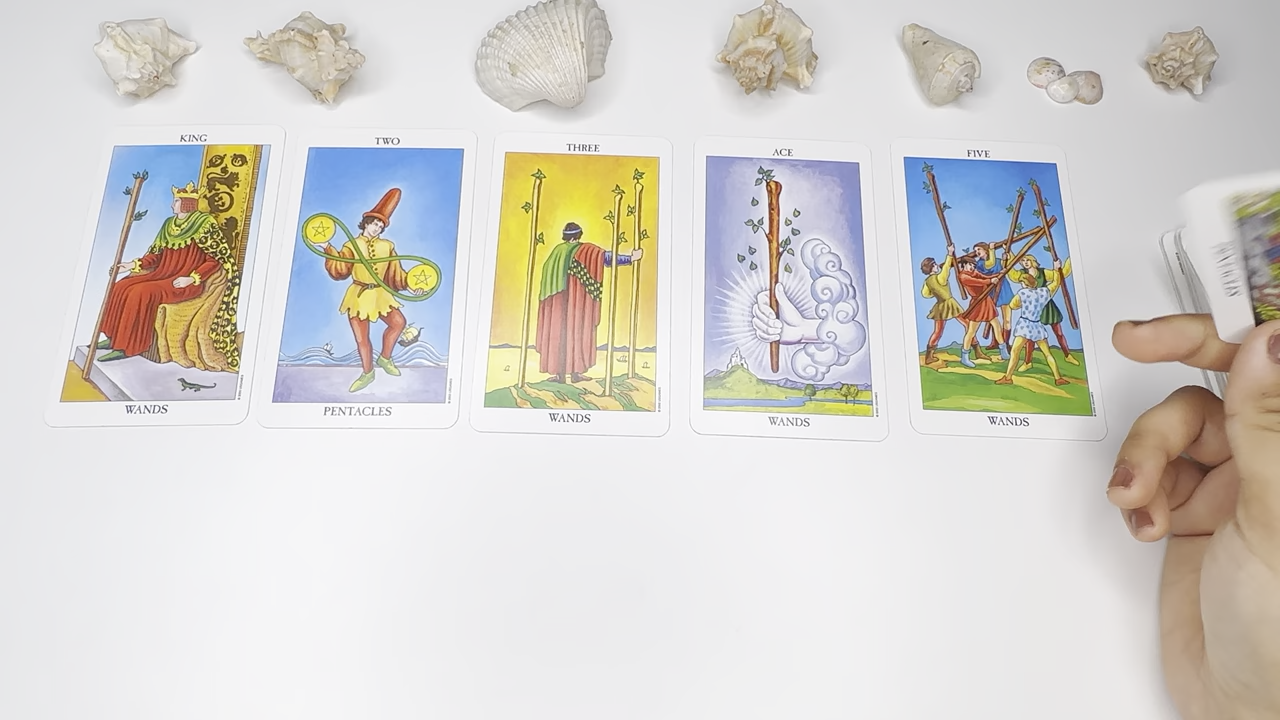 KING
WANDS
TWO
PENTACLES
THREE
WANDS
ACE
WANDS
FIVE
WANDS